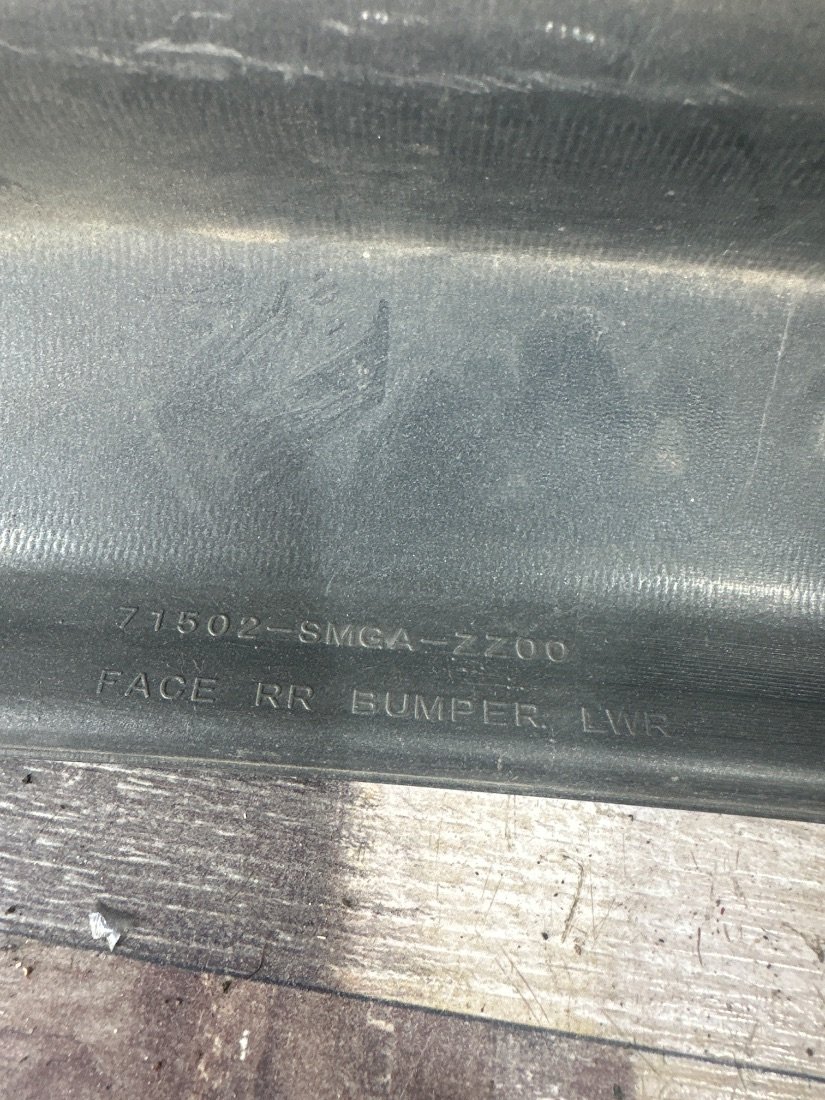 71502-SMGA-ZZ00
FACE RR BUMPER, LWR